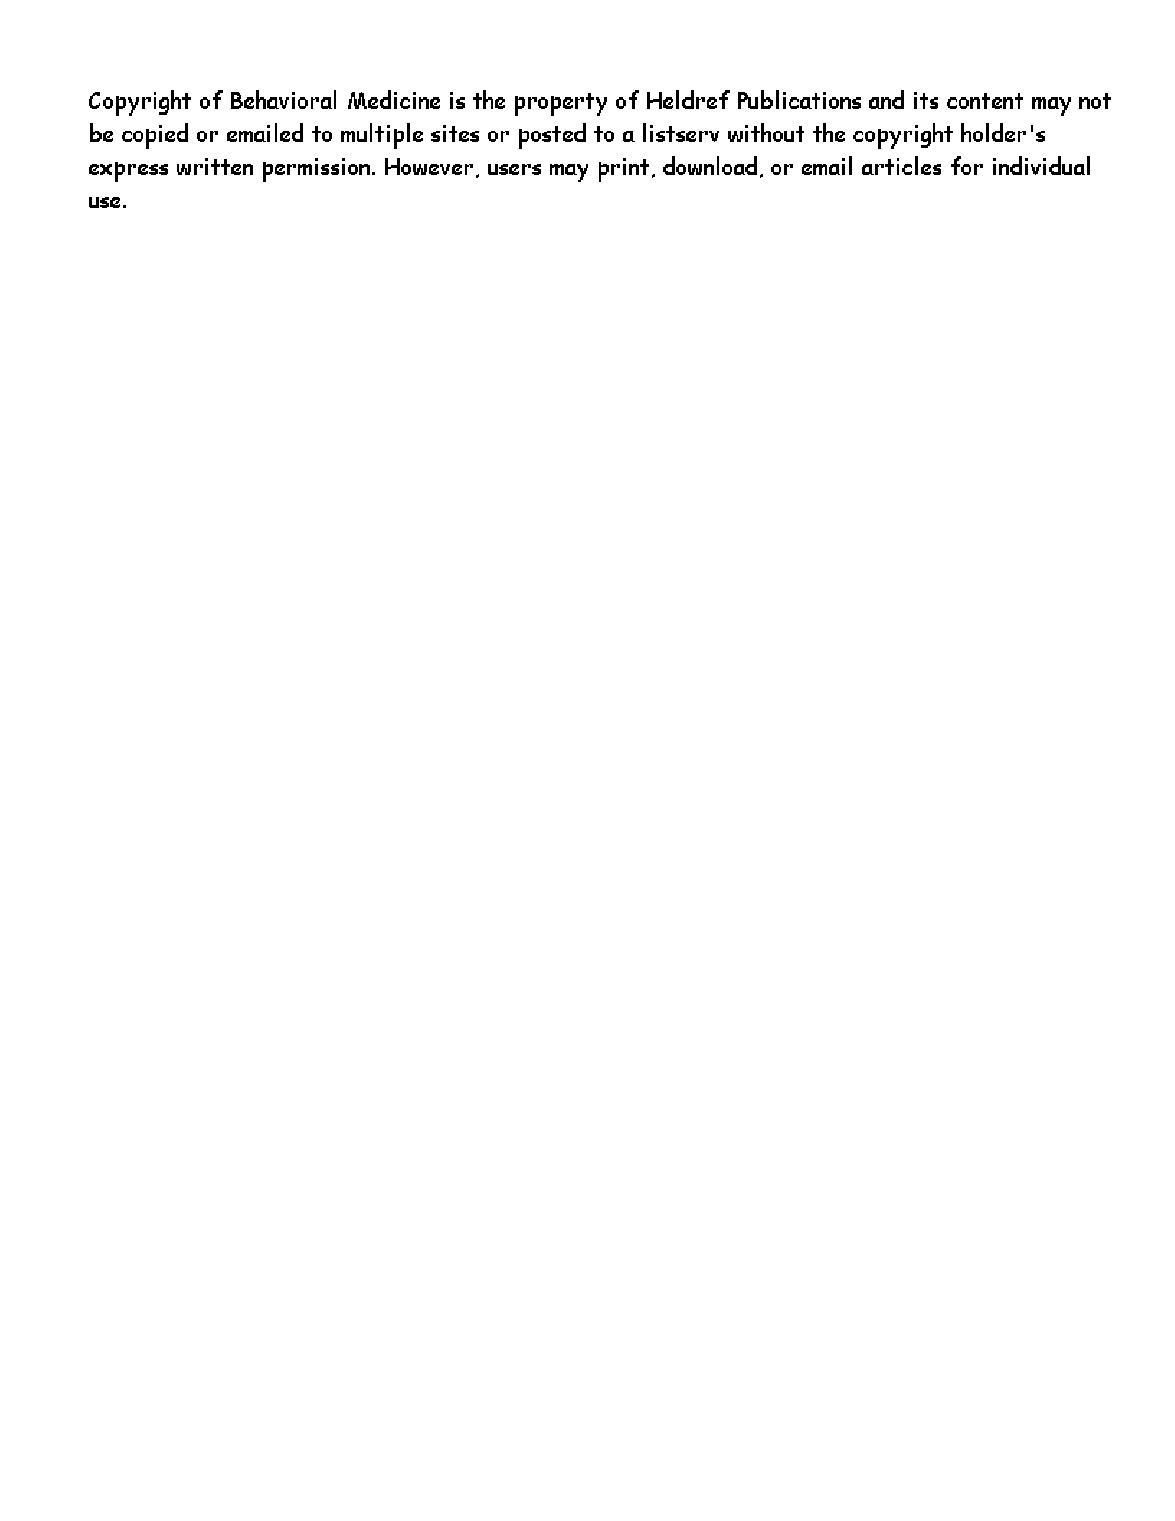 Copyright of Behavioral Medicine is the property of Heldref Publications and its content may not
be copied or emailed to multiple sites or posted to a listserv without the copyright holder's
express written permission. However, users may print, download, or email articles for individual
use.